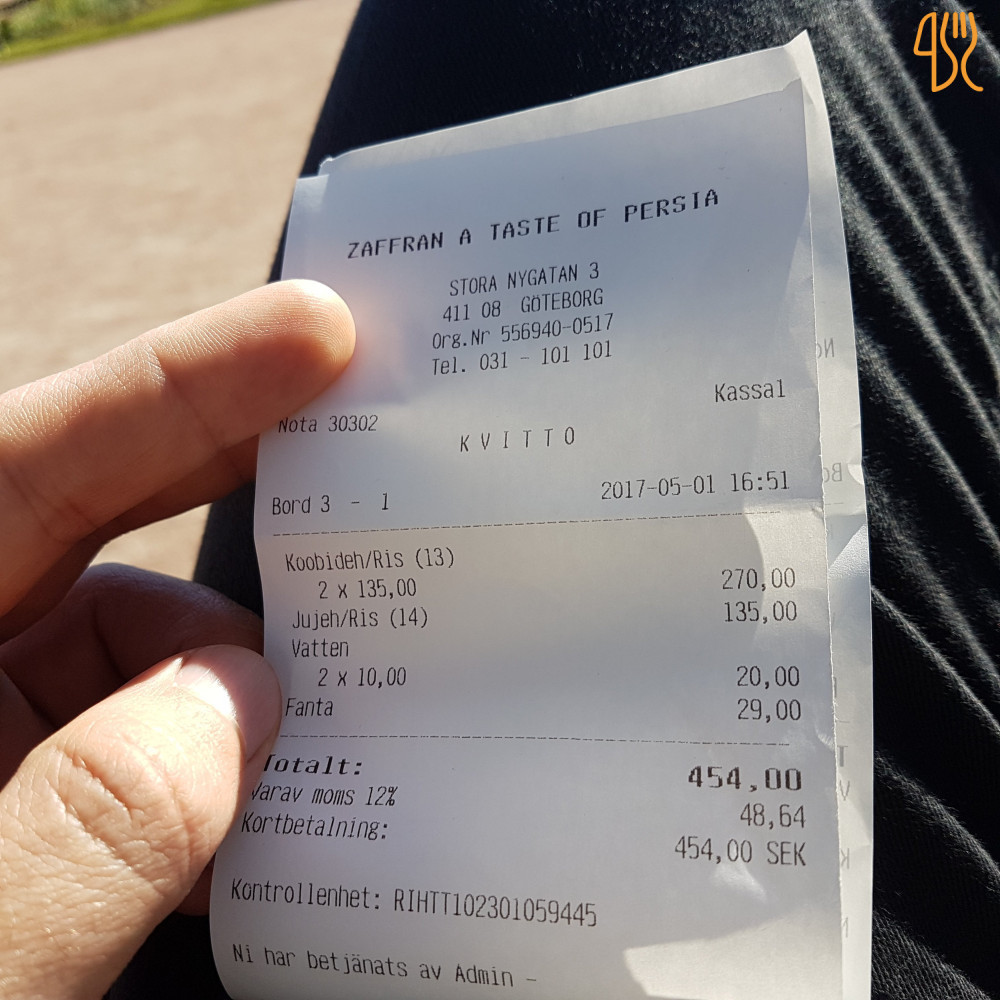 ZAFFRAN A TASTE OF PERSIA
STORA NYGATAN 3
411 08 GöTEBORG
Org.Nr 556940-0517
Tel. 031 - 101 101
Kassa1
Nota 30302
K V I T T O
Bord 3 - 1 2017-05-01 16:51
Koobideh/Ris (13)
2 x 135,00 270,00
Jujeh/Ris (14) 135,00
Vatten
2 x 10,00 20,00
Fanta 29,00
Totalt: 454,00
Varav moms 12% 48,64
Kortbetalning: 454,00 SEK
Kontrollenhet: RIHTT102301059445
Ni har betjänats av Admin -